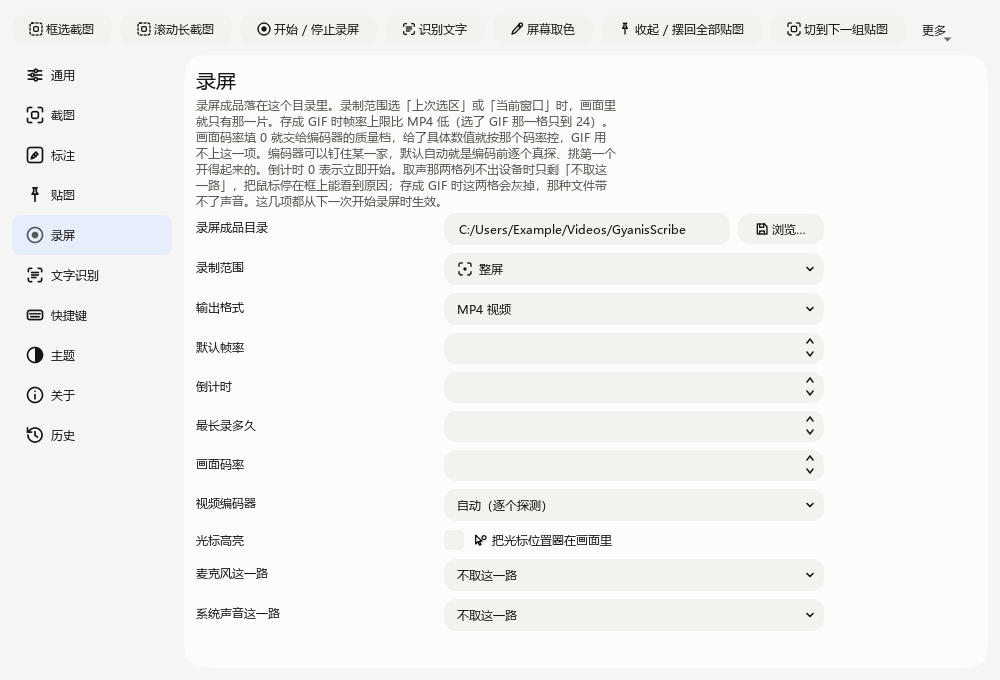 框选截图
滚动长截图
开始 / 停止录屏
识别文字
屏幕取色
收起 / 摆回全部贴图
切到下一组贴图
更多
通用
截图
标注
贴图
录屏
文字识别
快捷键
主题
关于
历史
录屏
录屏成品落在这个目录里。录制范围选「上次选区」或「当前窗口」时，画面里
就只有那一片。存成 GIF 时帧率上限比 MP4 低（选了 GIF 那一格只到 24）。
画面码率填 0 就交给编码器的质量档，给了具体数值就按那个码率控，GIF 用
不上这一项。编码器可以钉住某一家，默认自动就是编码前逐个真探、挑第一个
开得起来的。倒计时 0 表示立即开始。取声那两格列不出设备时只剩「不取这
一路」，把鼠标停在框上能看到原因；存成 GIF 时这两格会灰掉，那种文件带
不了声音。这几项都从下一次开始录屏时生效。
录屏成品目录
C:/Users/Example/Videos/GyanisScribe
浏览...
录制范围
整屏
输出格式
MP4 视频
默认帧率
倒计时
最长录多久
画面码率
视频编码器
自动（逐个探测）
光标高亮
把光标位置圈在画面里
麦克风这一路
不取这一路
系统声音这一路
不取这一路